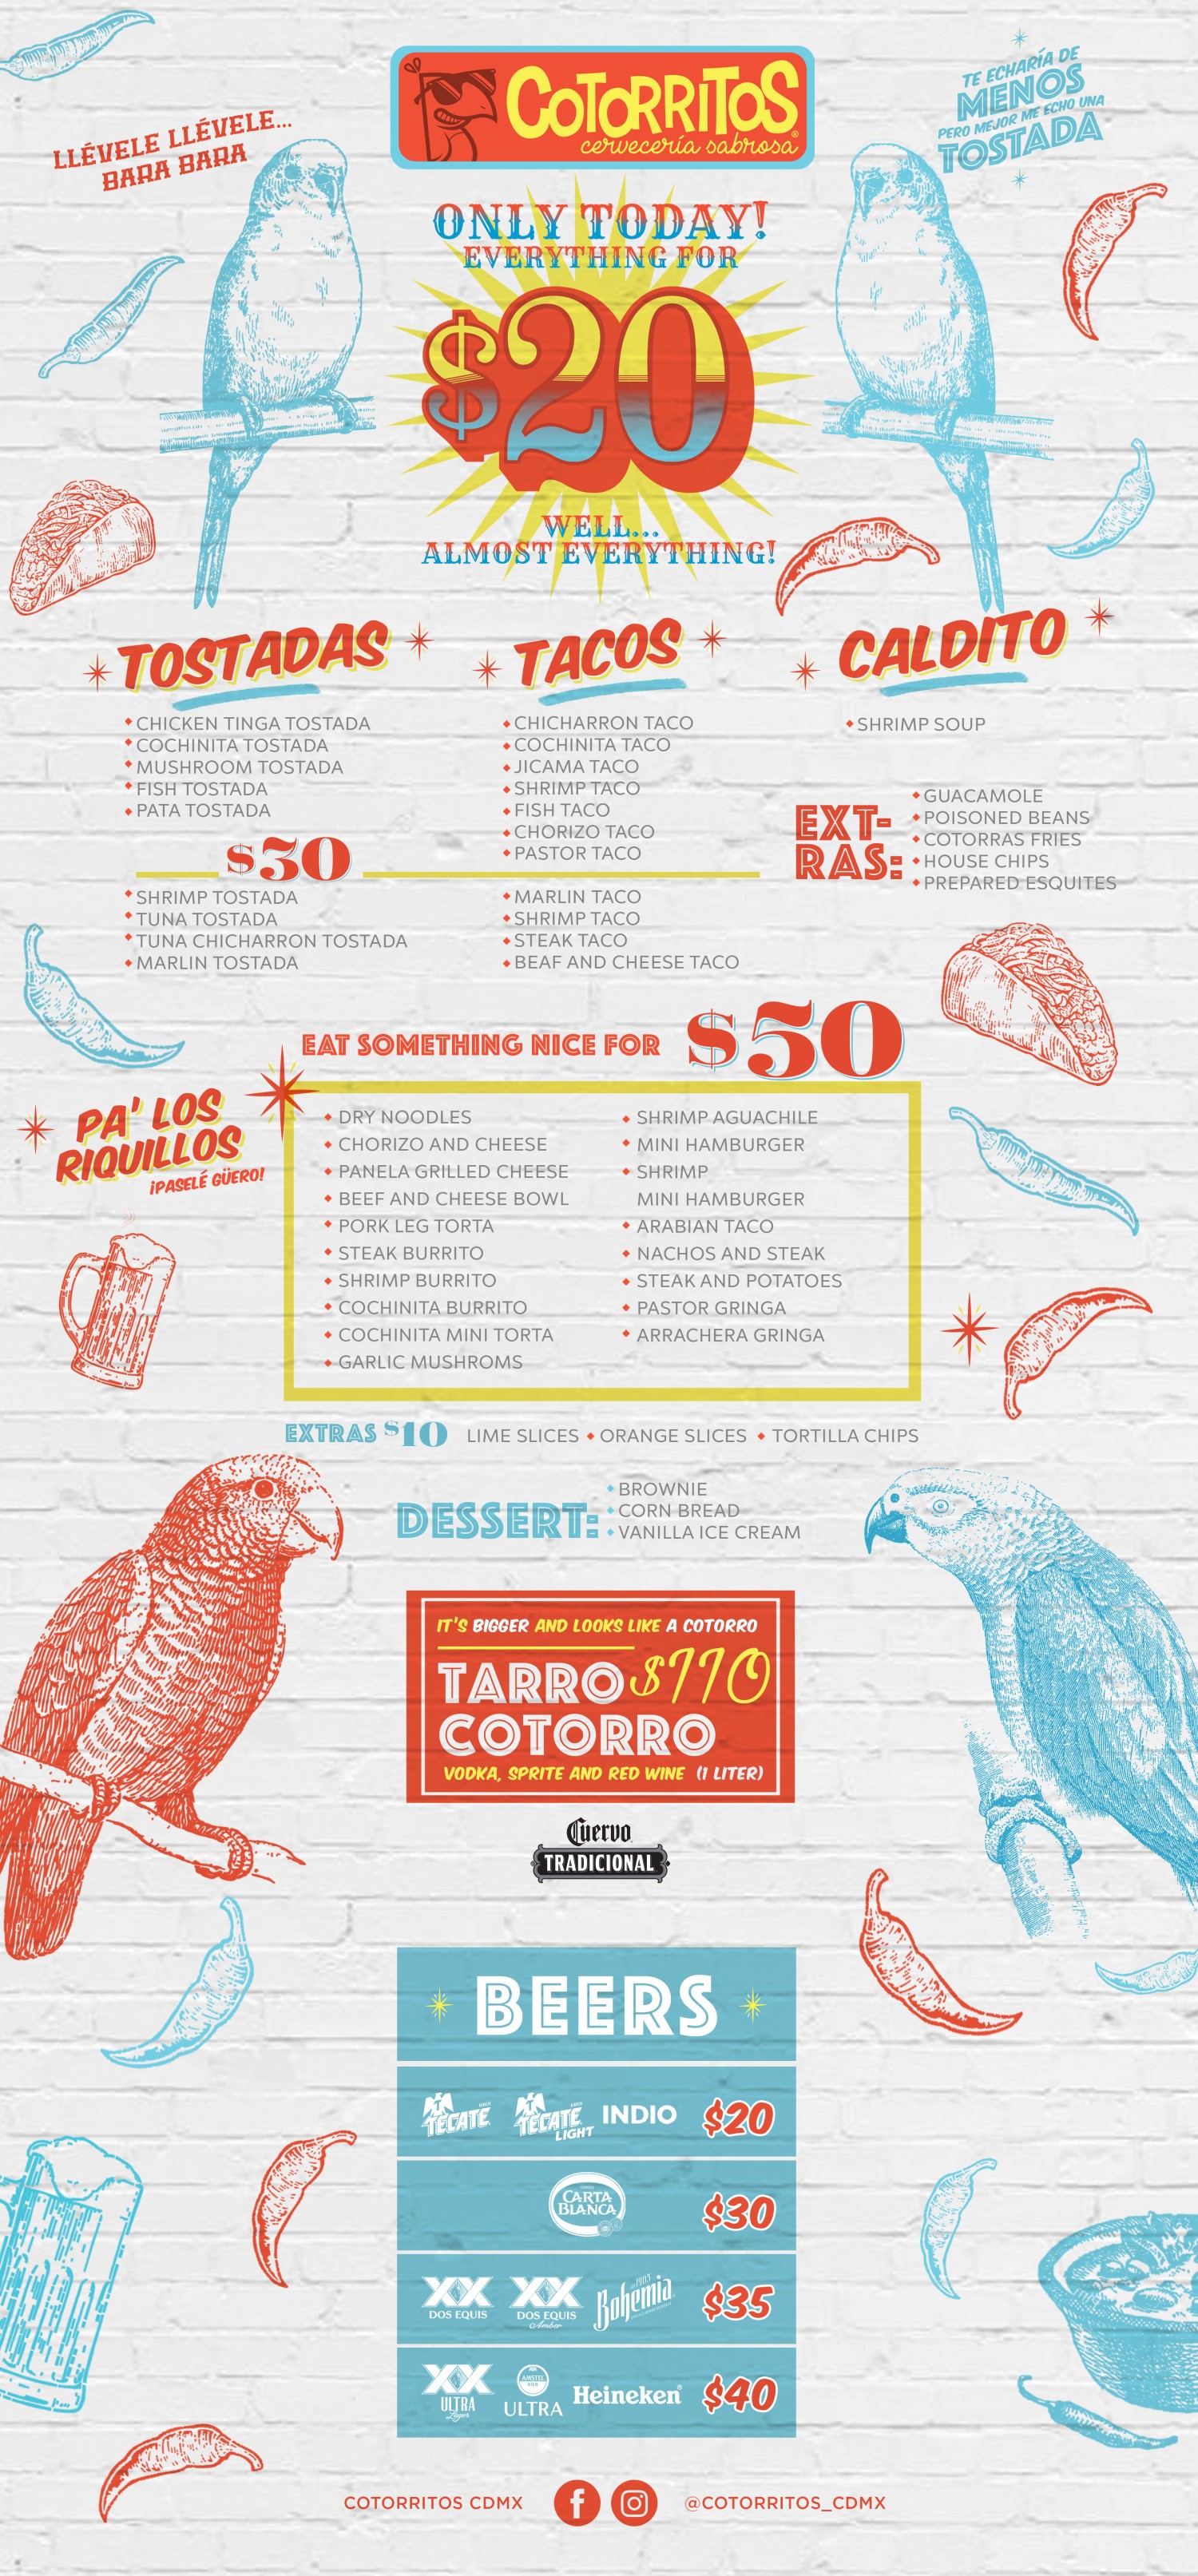 LLÉVELE LLÉVELE...
BARA BARA
COTORRITOS
cervecería sabrosa
TE ECHARÍA DE
MENOS
PERO MEJOR ME ECHO UNA
TOSTADA
ONLY TODAY!
EVERYTHING FOR
$20
WELL...
ALMOST EVERYTHING!
TOSTADAS
CHICKEN TINGA TOSTADA
COCHINITA TOSTADA
MUSHROOM TOSTADA
FISH TOSTADA
PATA TOSTADA
TACOS
CHICHARRON TACO
COCHINITA TACO
JICAMA TACO
SHRIMP TACO
FISH TACO
CHORIZO TACO
PASTOR TACO
$30
SHRIMP TOSTADA
TUNA TOSTADA
TUNA CHICHARRON TOSTADA
MARLIN TOSTADA
MARLIN TACO
SHRIMP TACO
STEAK TACO
BEAF AND CHEESE TACO
CALDITO
SHRIMP SOUP
EXT-
RAS:
GUACAMOLE
POISONED BEANS
COTORRAS FRIES
HOUSE CHIPS
PREPARED ESQUITES
EAT SOMETHING NICE FOR $50
PA' LOS
RIQUILLOS
¡PASELÉ GÜERO!
DRY NOODLES
CHORIZO AND CHEESE
PANELA GRILLED CHEESE
BEEF AND CHEESE BOWL
PORK LEG TORTA
STEAK BURRITO
SHRIMP BURRITO
COCHINITA BURRITO
COCHINITA MINI TORTA
GARLIC MUSHROMS
SHRIMP AGUACHILE
MINI HAMBURGER
SHRIMP
MINI HAMBURGER
ARABIAN TACO
NACHOS AND STEAK
STEAK AND POTATOES
PASTOR GRINGA
ARRACHERA GRINGA
EXTRAS $10 LIME SLICES ORANGE SLICES TORTILLA CHIPS
DESSERT:
BROWNIE
CORN BREAD
VANILLA ICE CREAM
IT'S BIGGER AND LOOKS LIKE A COTORRO
TARRO $110
COTORRO
VODKA, SPRITE AND RED WINE (1 LITER)
Cuervo
TRADICIONAL
BEERS
TECATE TECATE LIGHT INDIO $20
CARTA
BLANCA $30
XX DOS EQUIS XX DOS EQUIS Amber Bohemia $35
XX ULTRA Lager AMSTEL ULTRA Heineken $40
COTORRITOS CDMX @COTORRITOS_CDMX